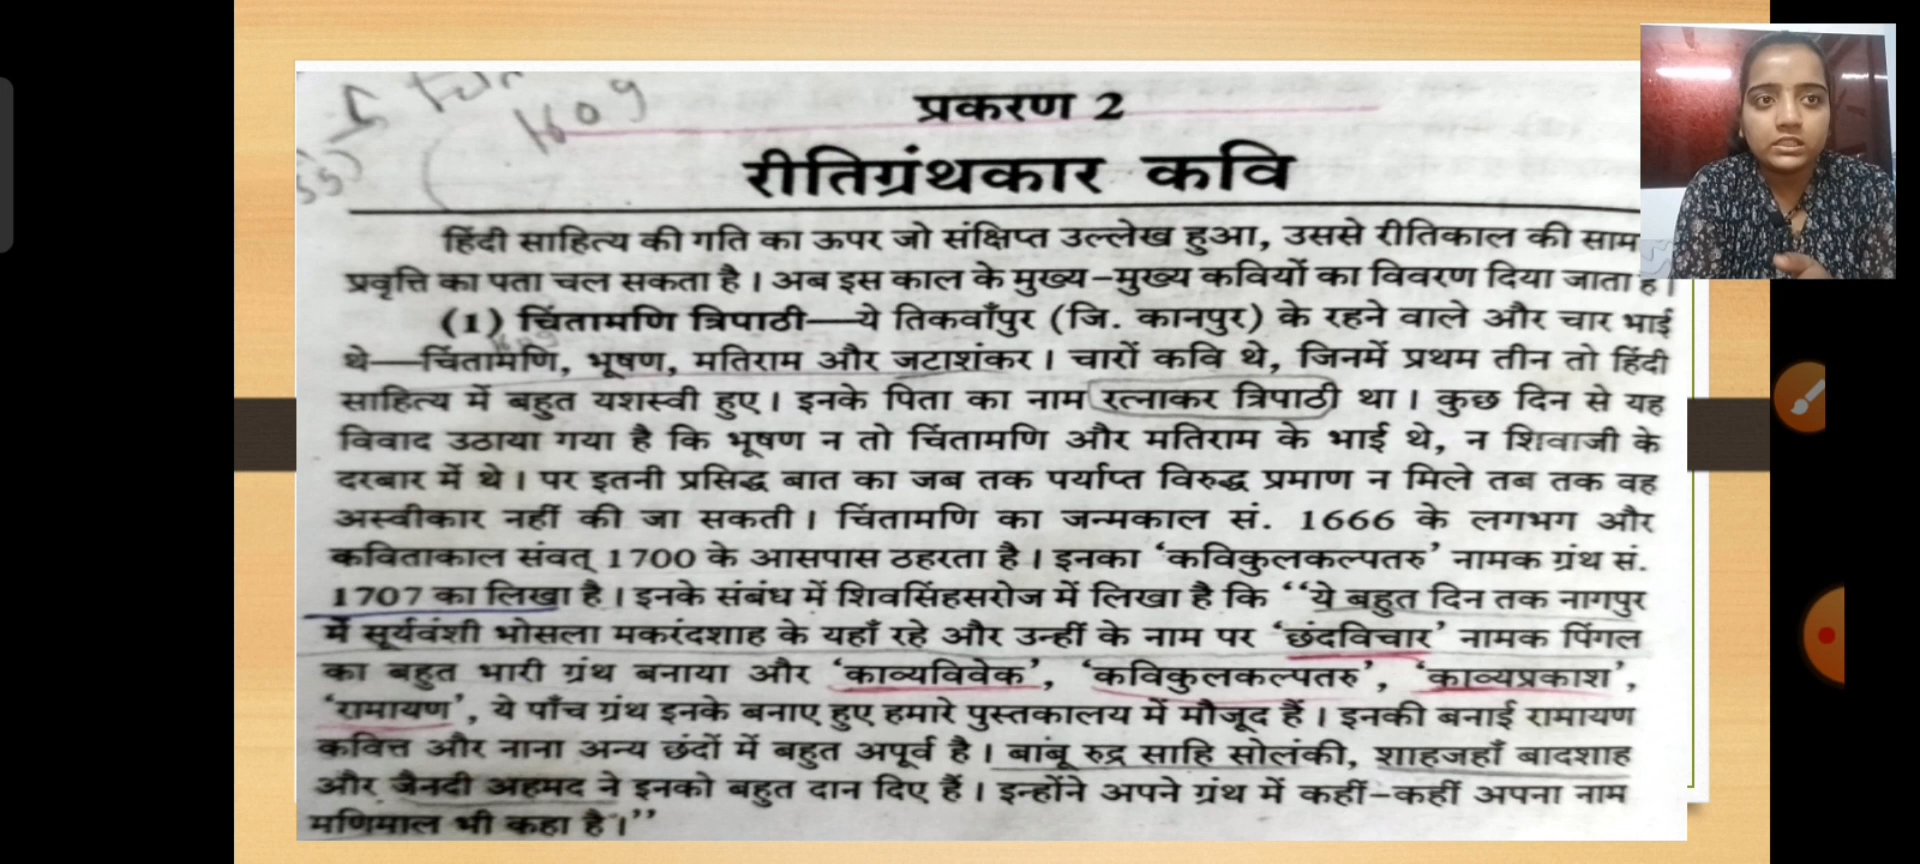 1609
प्रकरण 2
रीतिग्रंथकार कवि
हिंदी साहित्य की गति का ऊपर जो संक्षिप्त उल्लेख हुआ, उससे रीतिकाल की साम
प्रवृत्ति का पता चल सकता है। अब इस काल के मुख्य-मुख्य कवियों का विवरण दिया जाता है।
(1) चिंतामणि त्रिपाठी—ये तिकवाँपुर (जि. कानपुर) के रहने वाले और चार भाई
थे—चिंतामणि, भूषण, मतिराम और जटाशंकर। चारों कवि थे, जिनमें प्रथम तीन तो हिंदी
साहित्य में बहुत यशस्वी हुए। इनके पिता का नाम रत्नाकर त्रिपाठी था। कुछ दिन से यह
विवाद उठाया गया है कि भूषण न तो चिंतामणि और मतिराम के भाई थे, न शिवाजी के
दरबार में थे। पर इतनी प्रसिद्ध बात का जब तक पर्याप्त विरुद्ध प्रमाण न मिले तब तक वह
अस्वीकार नहीं की जा सकती। चिंतामणि का जन्मकाल सं. 1666 के लगभग और
कविताकाल संवत् 1700 के आसपास ठहरता है। इनका ‘कविकुलकल्पतरु’ नामक ग्रंथ सं.
1707 का लिखा है। इनके संबंध में शिवसिंहसरोज में लिखा है कि “ये बहुत दिन तक नागपुर
में सूर्यवंशी भोसला मकरंदशाह के यहाँ रहे और उन्हीं के नाम पर ‘छंदविचार’ नामक पिंगल
का बहुत भारी ग्रंथ बनाया और ‘काव्यविवेक’, ‘कविकुलकल्पतरु’, ‘काव्यप्रकाश’,
‘रामायण’, ये पाँच ग्रंथ इनके बनाए हुए हमारे पुस्तकालय में मौजूद हैं। इनकी बनाई रामायण
कवित्त और नाना अन्य छंदों में बहुत अपूर्व है। बाबू रुद्र साहि सोलंकी, शाहजहाँ बादशाह
और जैनदी अहमद ने इनको बहुत दान दिए हैं। इन्होंने अपने ग्रंथ में कहीं-कहीं अपना नाम
मणिमाल भी कहा है।”